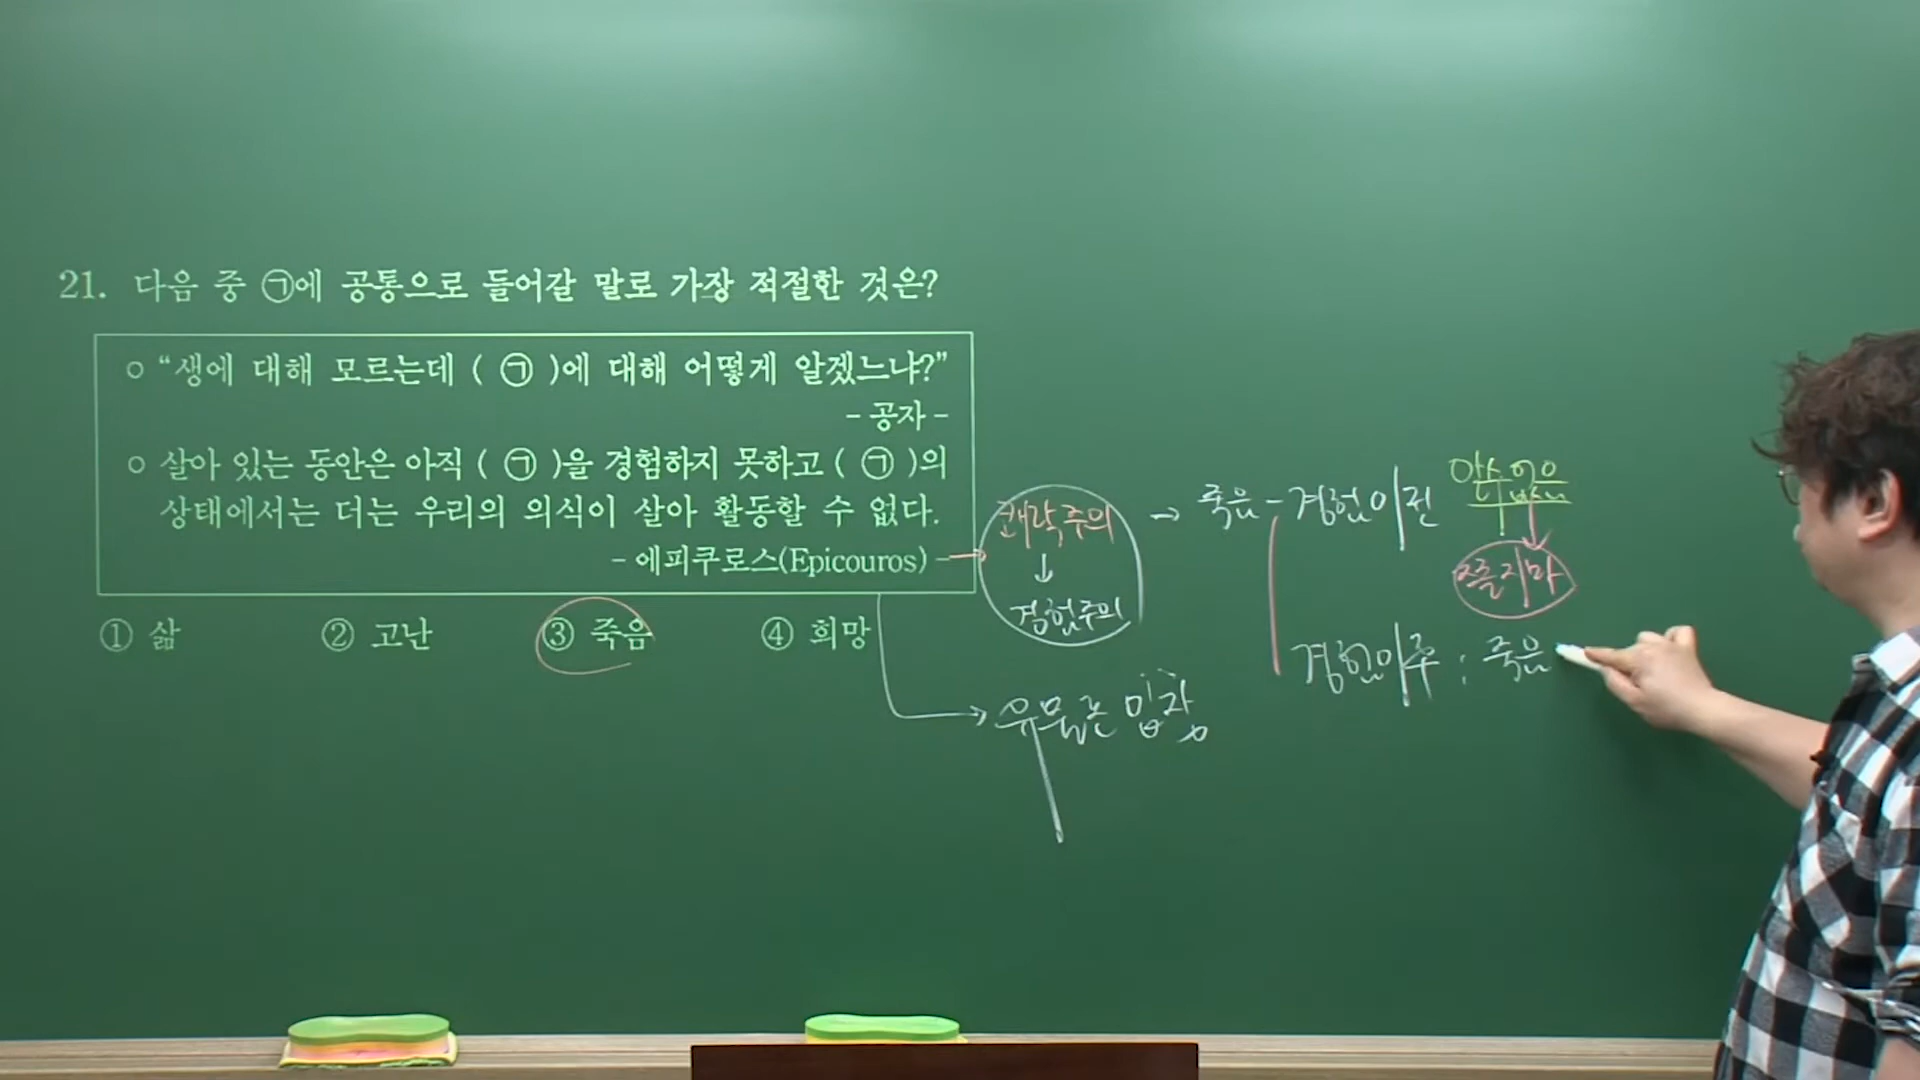 21. 다음 중 ㉠에 공통으로 들어갈 말로 가장 적절한 것은?
○ “생에 대해 모르는데 ( ㉠ )에 대해 어떻게 알겠느냐?”
- 공자 -
○ 살아 있는 동안은 아직 ( ㉠ )을 경험하지 못하고 ( ㉠ )의
상태에서는 더는 우리의 의식이 살아 활동할 수 없다.
- 에피쿠로스(Epicouros) -
① 삶 ② 고난 ③ 죽음 ④ 희망
쾌락주의
↓
경험주의
→ 죽음 - 경험 이전
알 수 없음
쫄지마
경험 이후 : 죽음
유물론 입장